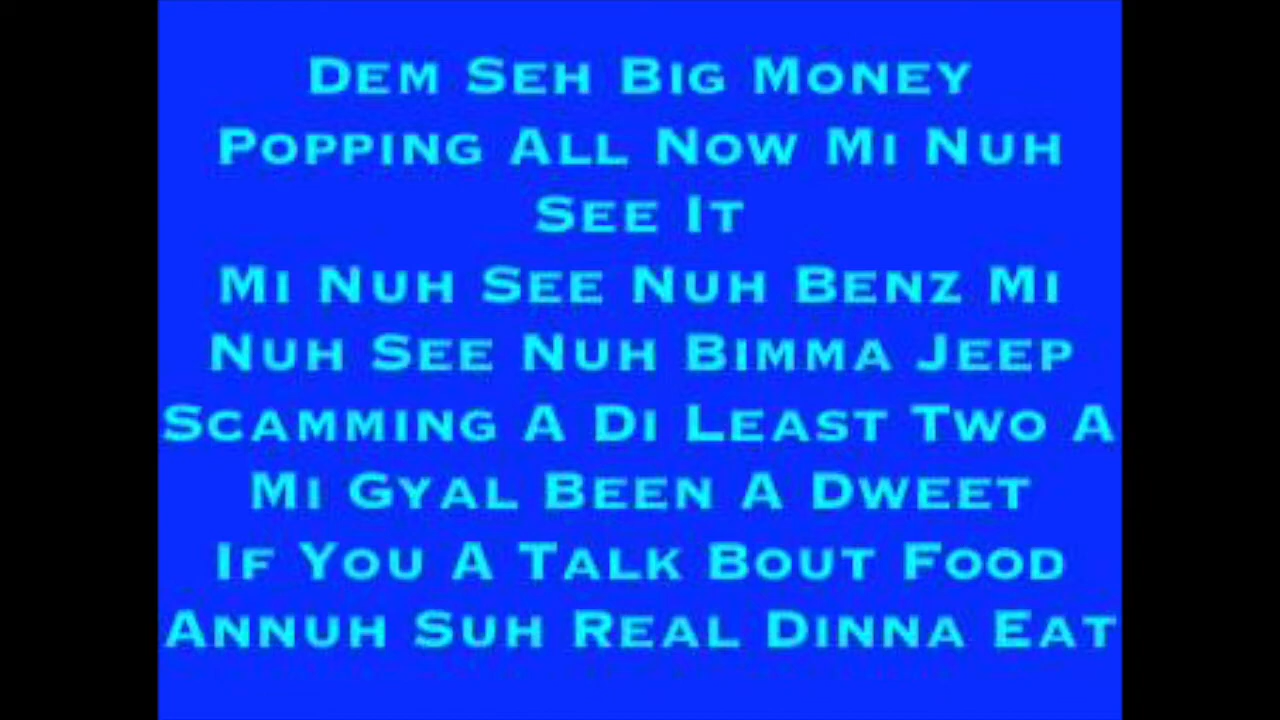 Dem Seh Big Money
Popping All Now Mi Nuh
See It
Mi Nuh See Nuh Benz Mi
Nuh See Nuh Bimma Jeep
Scamming A Di Least Two A
Mi Gyal Been A Dweet
If You A Talk Bout Food
Annuh Suh Real Dinna Eat